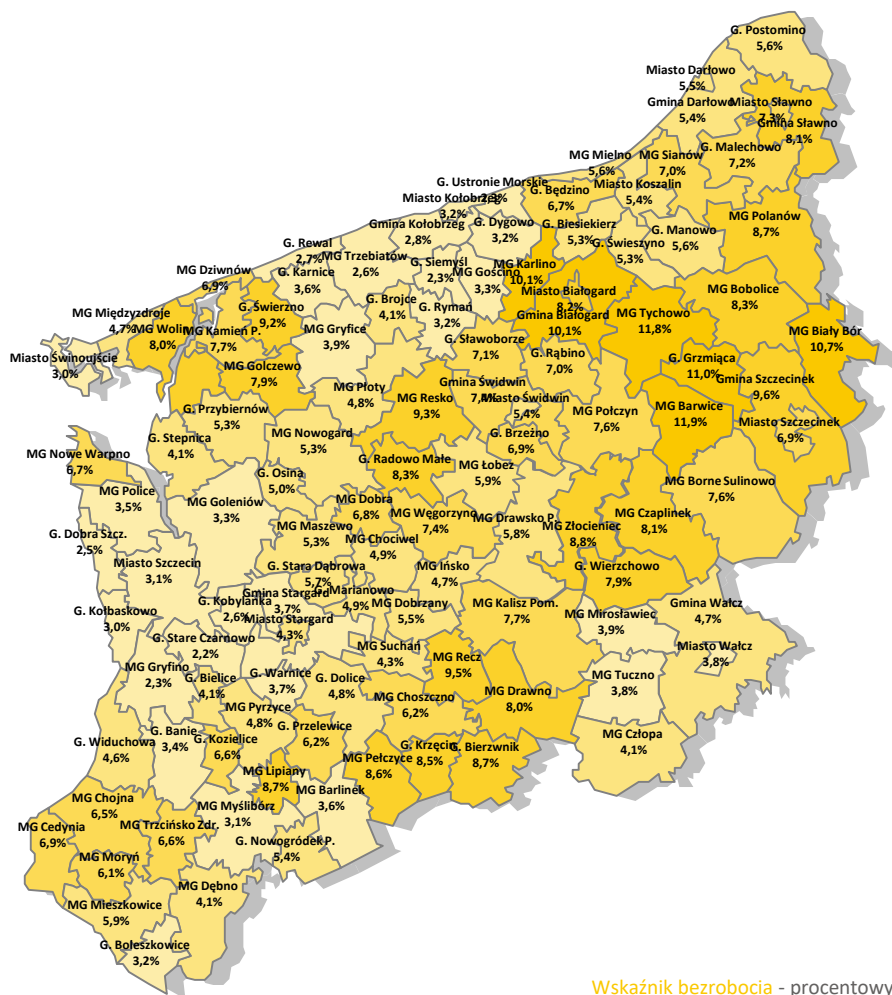 G. Postomino
5,6%
Miasto Darłowo
5,5%
Gmina Darłowo
5,4%
Miasto Sławno
7,3%
Gmina Sławno
8,1%
G. Malechowo
7,2%
MG Mielno
5,6%
MG Sianów
7,0%
G. Ustronie Morskie
2,3%
G. Będzino
6,7%
Miasto Koszalin
5,4%
Miasto Kołobrzeg
3,2%
Gmina Kołobrzeg
2,8%
G. Dygowo
3,2%
G. Biesiekierz
5,3%
G. Świeszyno
5,3%
G. Manowo
5,6%
MG Polanów
8,7%
G. Rewal
2,7%
MG Trzebiatów
2,6%
G. Karnice
3,6%
G. Siemyśl
2,3%
MG Gościno
3,3%
MG Karlino
10,1%
Miasto Białogard
8,2%
Gmina Białogard
10,1%
MG Tychowo
11,8%
MG Bobolice
8,3%
MG Biały Bór
10,7%
MG Dziwnów
6,9%
G. Świerzno
9,2%
G. Brojce
4,1%
G. Rymań
3,2%
MG Międzyzdroje
4,7%
MG Wolin
8,0%
MG Kamień P.
7,7%
MG Gryfice
3,9%
G. Sławoborze
7,1%
G. Rąbino
7,0%
G. Grzmiąca
11,0%
Gmina Szczecinek
9,6%
Miasto Świnoujście
3,0%
MG Golczewo
7,9%
MG Płoty
4,8%
MG Resko
9,3%
Gmina Świdwin
7,4%
Miasto Świdwin
5,4%
MG Połczyn
7,6%
MG Barwice
11,9%
Miasto Szczecinek
6,9%
G. Przybiernów
5,3%
G. Stepnica
4,1%
MG Nowogard
5,3%
G. Brzeżno
6,9%
MG Nowe Warpno
6,7%
G. Radowo Małe
8,3%
MG Łobez
5,9%
G. Osina
5,0%
MG Police
3,5%
MG Goleniów
3,3%
MG Dobra
6,8%
MG Węgorzyno
7,4%
MG Drawsko P.
5,8%
MG Złocieniec
8,8%
MG Czaplinek
8,1%
MG Borne Sulinowo
7,6%
G. Dobra Szcz.
2,5%
MG Maszewo
5,3%
MG Chociwel
4,9%
Miasto Szczecin
3,1%
G. Stara Dąbrowa
5,7%
MG Ińsko
4,7%
G. Wierzchowo
7,9%
Gmina Stargard
3,7%
G. Marianowo
4,9%
G. Kobylanka
2,6%
Miasto Stargard
4,3%
MG Dobrzany
5,5%
MG Kalisz Pom.
7,7%
MG Mirosławiec
3,9%
Gmina Wałcz
4,7%
G. Kołbaskowo
3,0%
G. Stare Czarnowo
2,2%
MG Suchań
4,3%
Miasto Wałcz
3,8%
MG Gryfino
2,3%
G. Bielice
4,1%
G. Warnice
3,7%
G. Dolice
4,8%
MG Recz
9,5%
MG Tuczno
3,8%
MG Drawno
8,0%
MG Choszczno
6,2%
MG Pyrzyce
4,8%
G. Banie
3,4%
G. Kozielice
6,6%
G. Przelewice
6,2%
MG Człopa
4,1%
G. Widuchowa
4,6%
MG Lipiany
8,7%
MG Pełczyce
8,6%
G. Krzęcin
8,5%
G. Bierzwnik
8,7%
MG Barlinek
3,6%
MG Chojna
6,5%
MG Myślibórz
3,1%
MG Cedynia
6,9%
MG Trzcińsko Zdr.
6,6%
G. Nowogródek P.
5,4%
MG Moryń
6,1%
MG Dębno
4,1%
MG Mieszkowice
5,9%
G. Boleszkowice
3,2%
Wskaźnik bezrobocia - procentowy